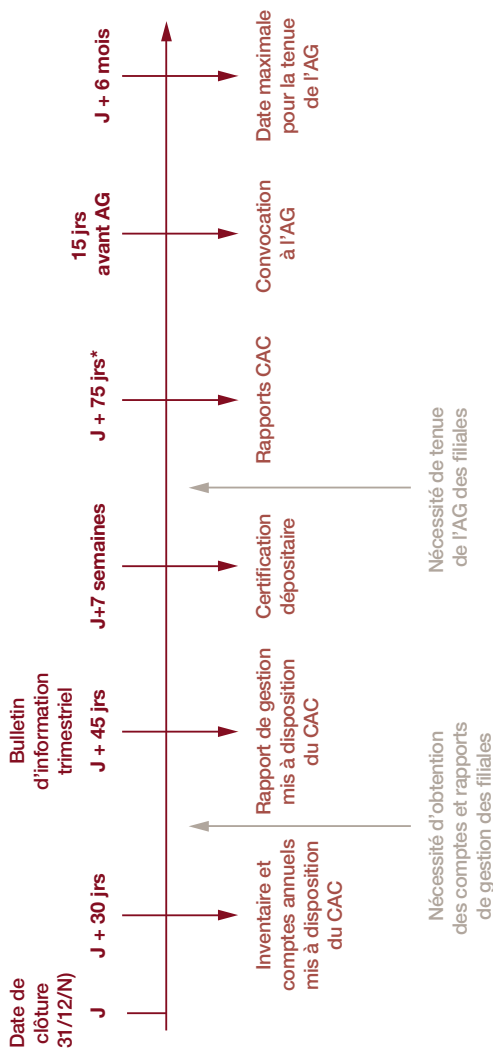 Date de
clôture
31/12/N)
J
J + 30 jrs
Bulletin
d'information
trimestriel
J + 45 jrs
J+7 semaines
J + 75 jrs*
15 jrs
avant AG
J + 6 mois
Inventaire et
comptes annuels
mis à disposition
du CAC
Rapport de gestion
mis à disposition
du CAC
Certification
dépositaire
Rapports CAC
Convocation
à l'AG
Date maximale
pour la tenue
de l'AG
Nécessité d'obtention
des comptes et rapports
de gestion des filiales
Nécessité de tenue
de l'AG des filiales